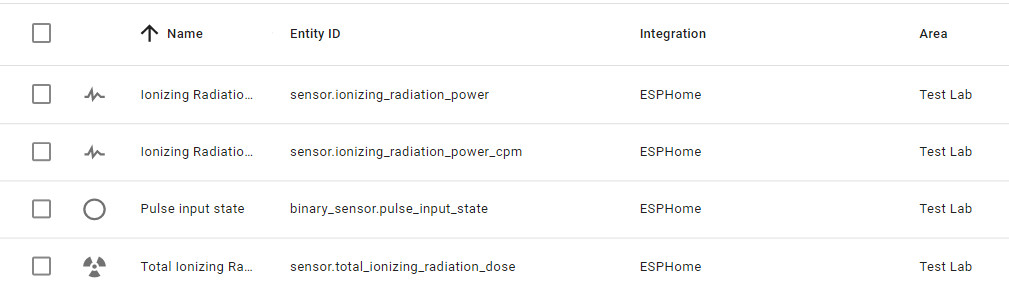 Name Entity ID Integration Area
Ionizing Radiatio... sensor.ionizing_radiation_power ESPHome Test Lab
Ionizing Radiatio... sensor.ionizing_radiation_power_cpm ESPHome Test Lab
Pulse input state binary_sensor.pulse_input_state ESPHome Test Lab
Total Ionizing Ra... sensor.total_ionizing_radiation_dose ESPHome Test Lab